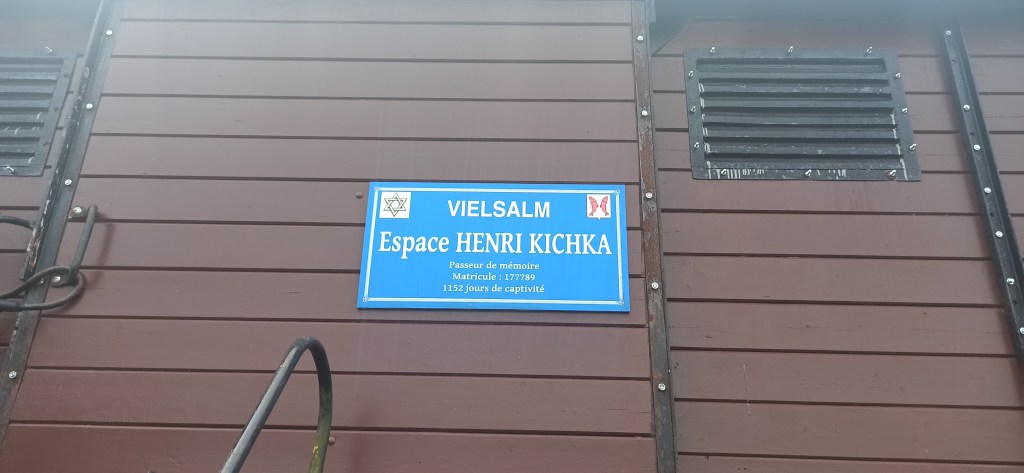 VIELSALM
Espace HENRI KICHKA
Passeur de mémoire
Matricule : 177789
1152 jours de captivité